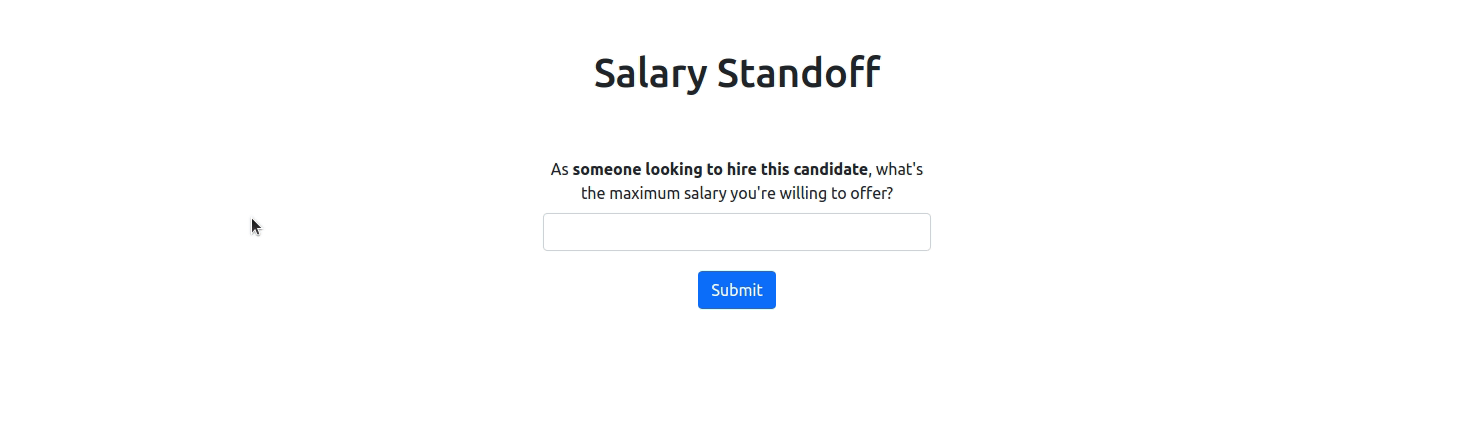 Salary Standoff
As someone looking to hire this candidate, what's
the maximum salary you're willing to offer?
Submit